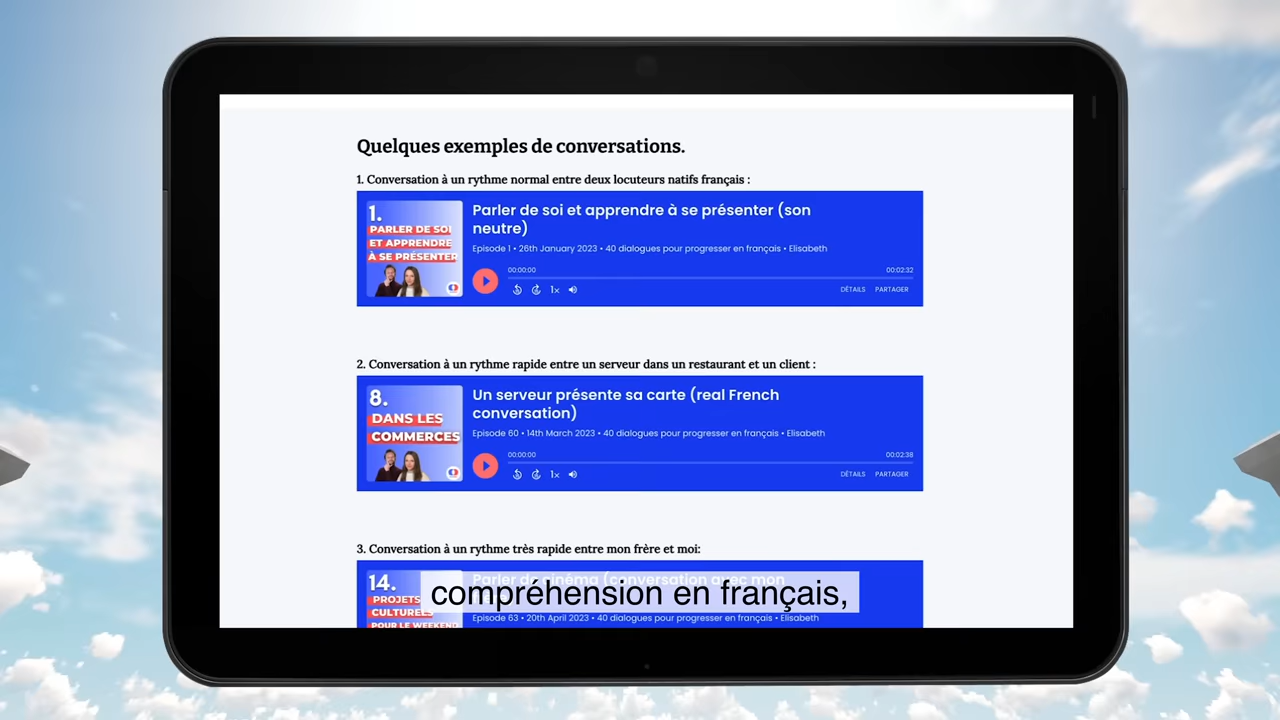 Quelques exemples de conversations.
1. Conversation à un rythme normal entre deux locuteurs natifs français :
1.
PARLER DE SOI
ET APPRENDRE
À SE PRÉSENTER
Parler de soi et apprendre à se présenter (son
neutre)
Episode 1 • 26th January 2023 • 40 dialogues pour progresser en français • Elisabeth
00:00:00
00:02:32
1x
DÉTAILS PARTAGER
2. Conversation à un rythme rapide entre un serveur dans un restaurant et un client :
8.
DANS LES
COMMERCES
Un serveur présente sa carte (real French
conversation)
Episode 60 • 14th March 2023 • 40 dialogues pour progresser en français • Elisabeth
00:00:00
00:02:38
1x
DÉTAILS PARTAGER
3. Conversation à un rythme très rapide entre mon frère et moi:
14.
PROJETS
CULTURELS
POUR LE WEEKEND
Parler de cinéma (conversation avec mon
Episode 63 • 20th April 2023 • 40 dialogues pour progresser en français • Elisabeth
compréhension en français,